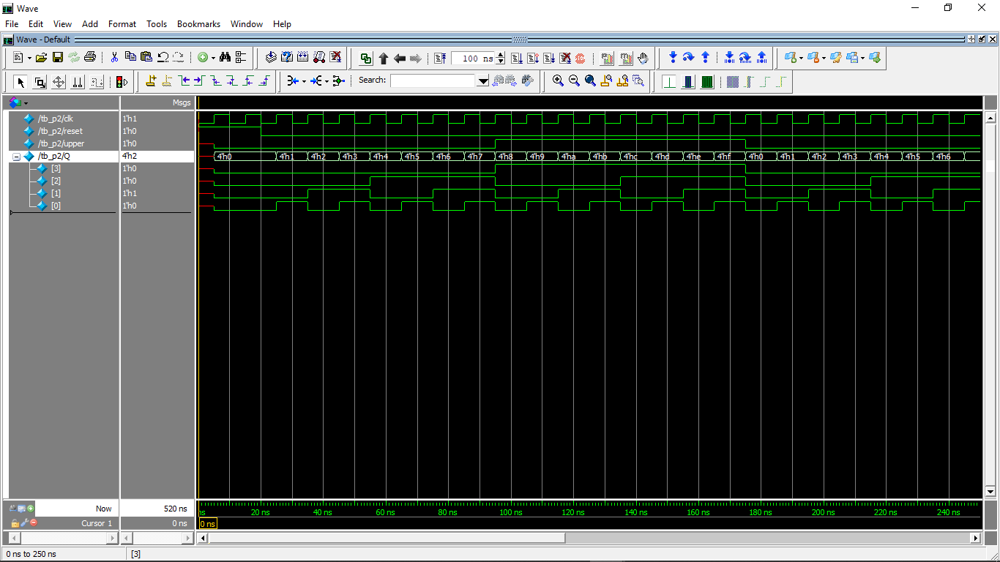 Wave
File Edit View Add Format Tools Bookmarks Window Help
Wave - Default
100 ns
Search:
Msgs
/tb_p2/clk 1'h1
/tb_p2/reset 1'h0
/tb_p2/upper 1'h0
/tb_p2/Q 4'h2 4'h0 4'h1 4'h2 4'h3 4'h4 4'h5 4'h6 4'h7 4'h8 4'h9 4'ha 4'hb 4'hc 4'hd 4'he 4'hf 4'h0 4'h1 4'h2 4'h3 4'h4 4'h5 4'h6
[3] 1'h0
[2] 1'h0
[1] 1'h1
[0] 1'h0
Now 520 ns ns 20 ns 40 ns 60 ns 80 ns 100 ns 120 ns 140 ns 160 ns 180 ns 200 ns 220 ns 240 ns
Cursor 1 0 ns 0 ns
0 ns to 250 ns [3]